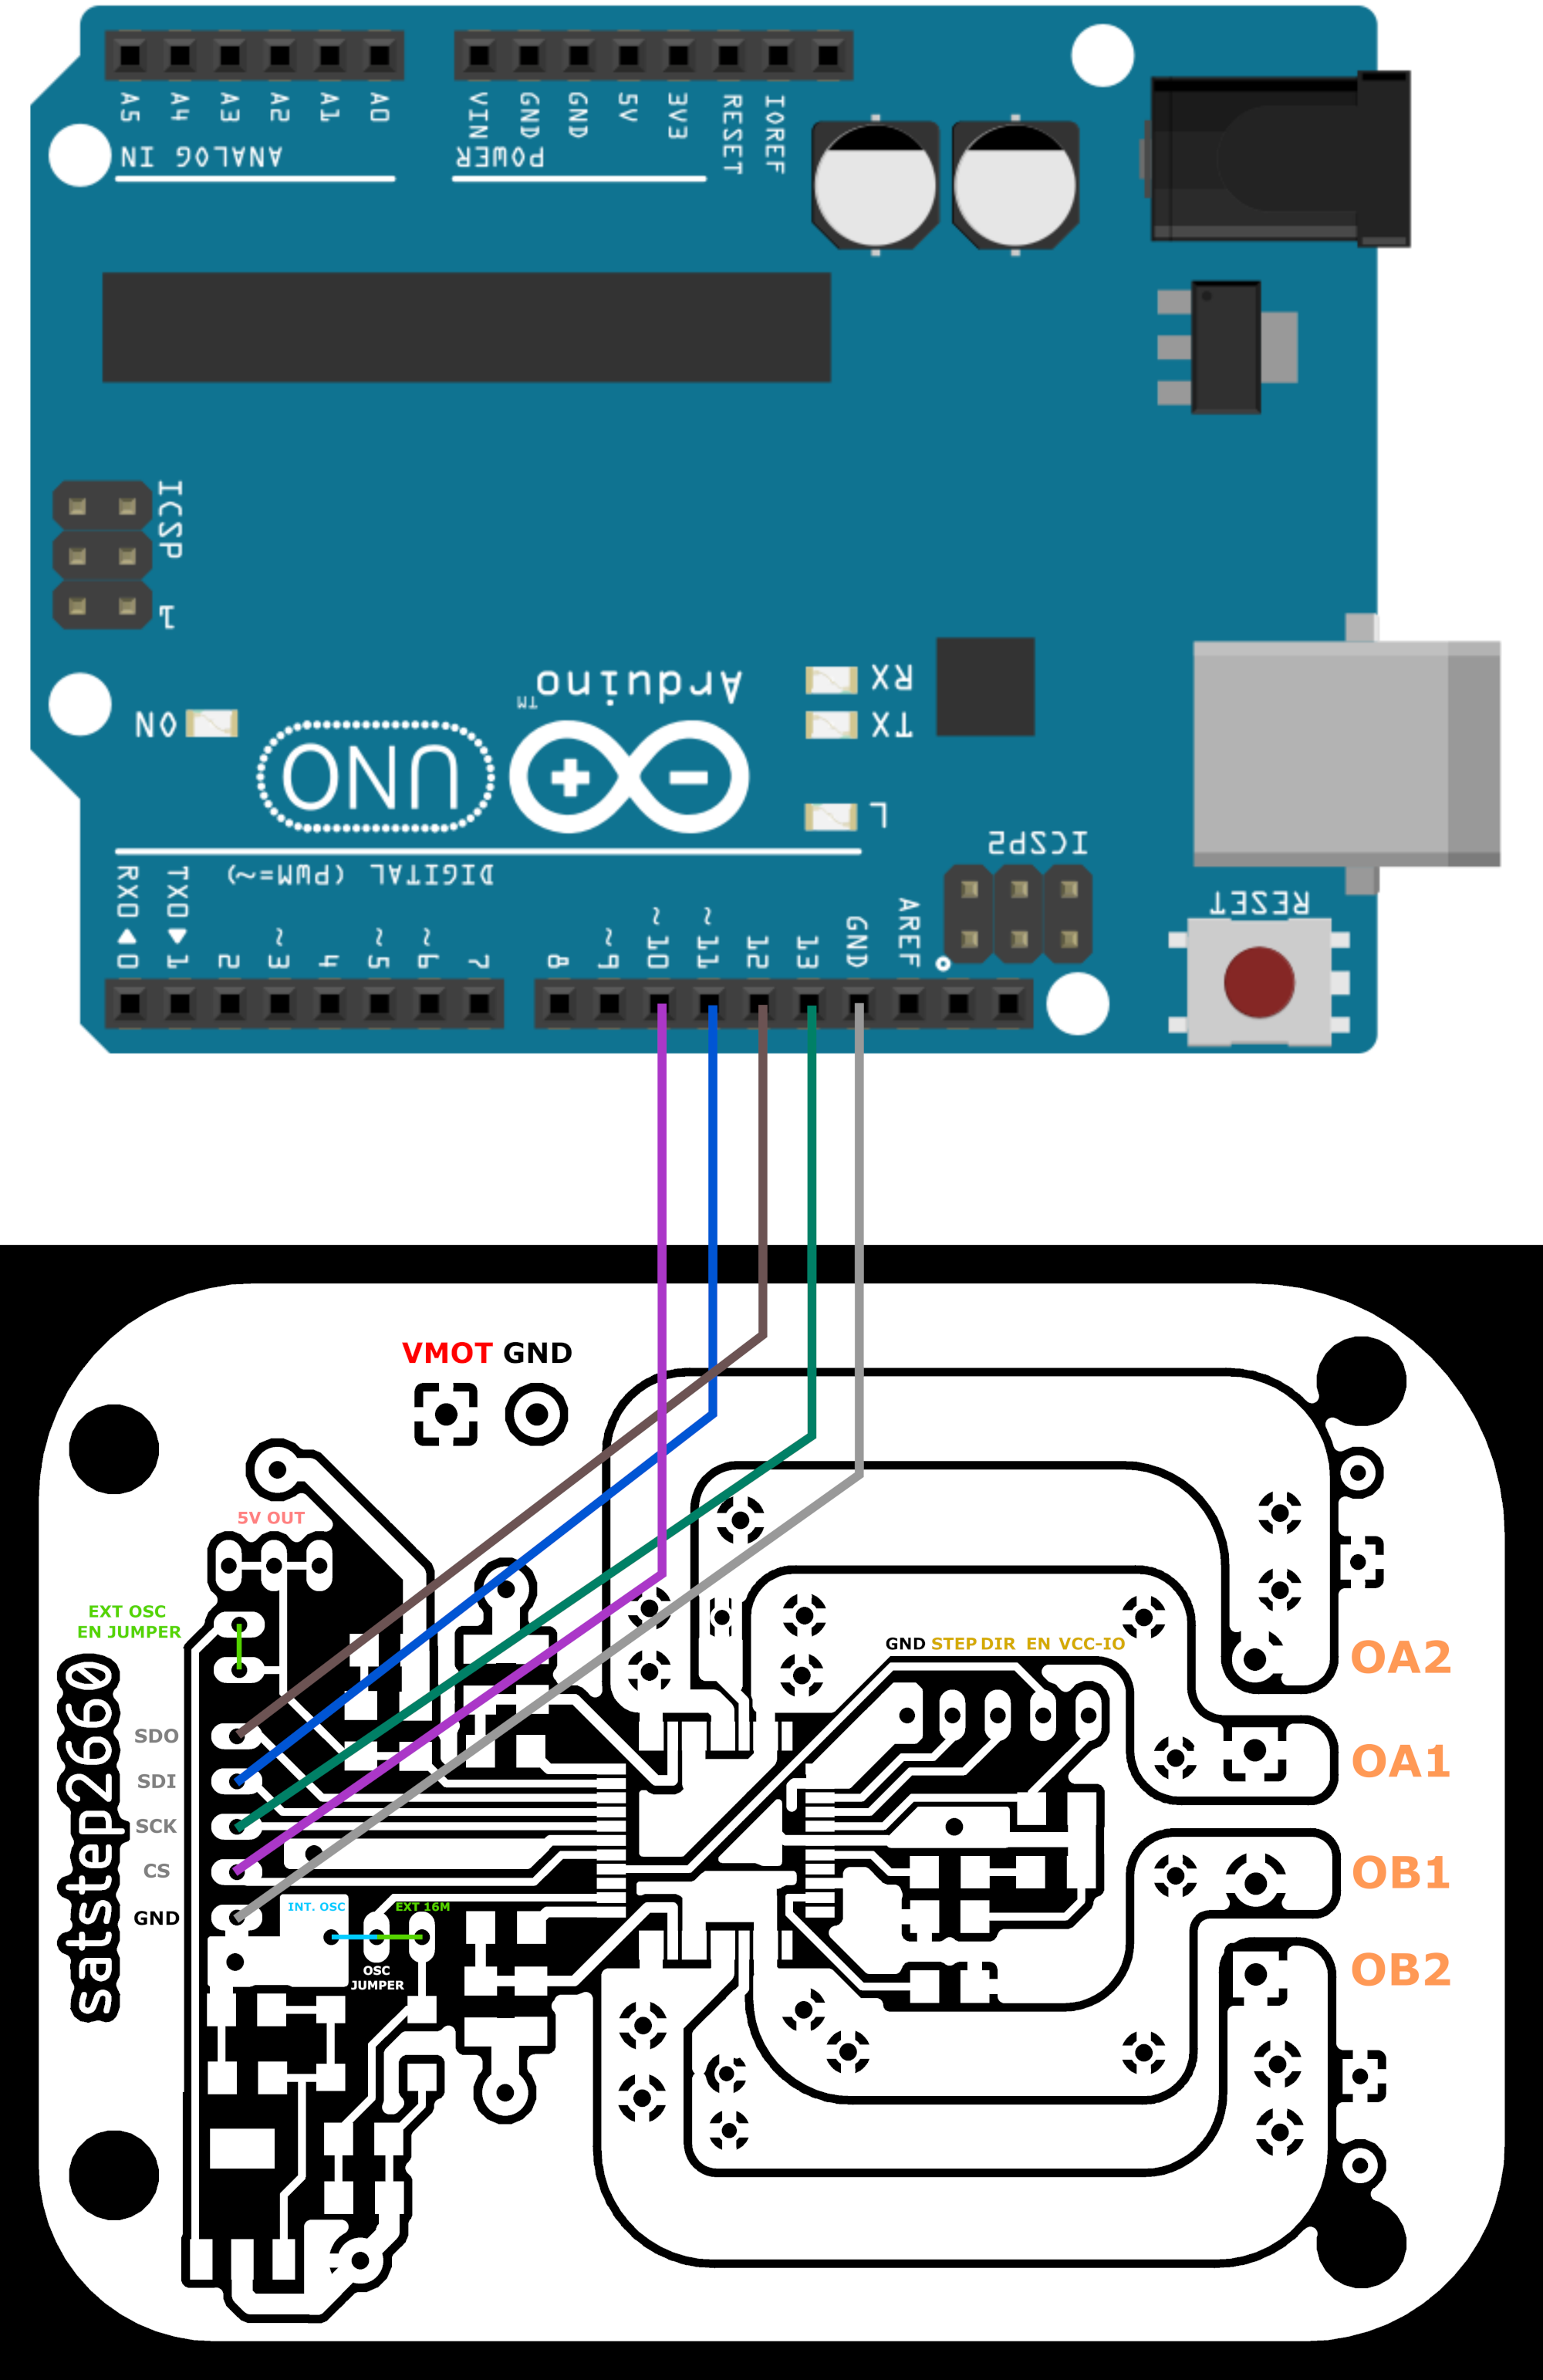 A5
A4
A3
A2
A1
A0
VIN
GND
GND
5V
3V3
RESET
IOREF
ANALOG IN
POWER
ICSP
1
ON
UNO
Arduino
TM
RX
TX
L
ICSP2
RESET
DIGITAL (PWM=~)
RX0 ◀ 0
TX0 ▶ 1
2
~ 3
4
~ 5
~ 6
7
8
~ 9
~ 10
~ 11
12
13
GND
AREF
VMOT GND
5V OUT
EXT OSC
EN JUMPER
GND STEP DIR EN VCC-IO
satstep2660
SDO
SDI
SCK
CS
GND
INT. OSC
EXT 16M
OSC
JUMPER
OA2
OA1
OB1
OB2